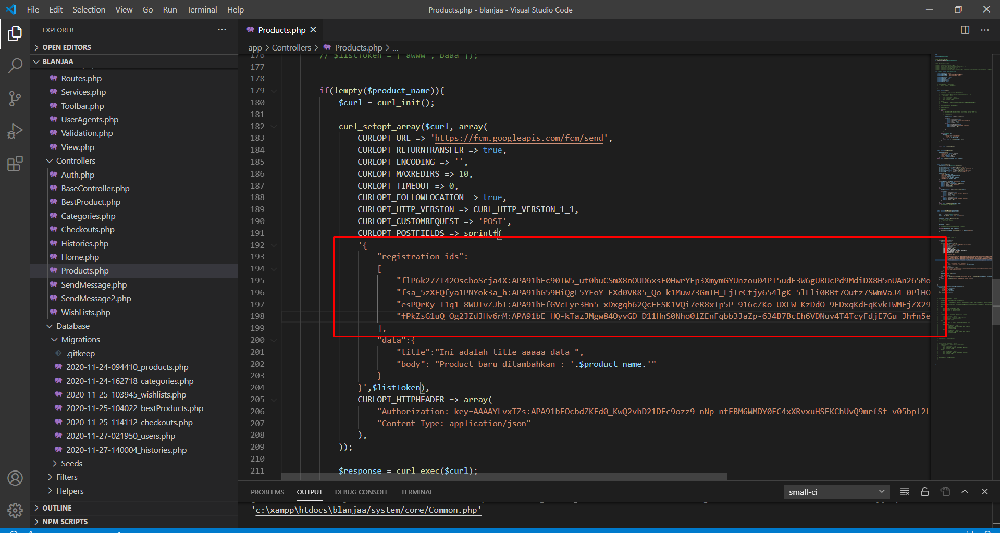 File Edit Selection View Go Run Terminal Help
Products.php - blanjaa - Visual Studio Code
EXPLORER
OPEN EDITORS
BLANJAA
Routes.php
Services.php
Toolbar.php
UserAgents.php
Validation.php
View.php
Controllers
Auth.php
BaseController.php
BestProduct.php
Categories.php
Checkouts.php
Histories.php
Home.php
Products.php
SendMessage.php
SendMessage2.php
WishLists.php
Database
Migrations
.gitkeep
2020-11-24-094410_products.php
2020-11-24-162718_categories.php
2020-11-25-103945_wishlists.php
2020-11-25-104022_bestProducts.php
2020-11-25-114112_checkouts.php
2020-11-27-021950_users.php
2020-11-27-140004_histories.php
Seeds
Filters
Helpers
OUTLINE
NPM SCRIPTS
Products.php
app > Controllers > Products.php > ...
176 // $listToken = ['awww', 'baaa']);
177
178
179 if(!empty($product_name)){
180 $curl = curl_init();
181
182 curl_setopt_array($curl, array(
183 CURLOPT_URL => 'https://fcm.googleapis.com/fcm/send',
184 CURLOPT_RETURNTRANSFER => true,
185 CURLOPT_ENCODING => '',
186 CURLOPT_MAXREDIRS => 10,
187 CURLOPT_TIMEOUT => 0,
188 CURLOPT_FOLLOWLOCATION => true,
189 CURLOPT_HTTP_VERSION => CURL_HTTP_VERSION_1_1,
190 CURLOPT_CUSTOMREQUEST => 'POST',
191 CURLOPT_POSTFIELDS => sprintf(
192 '{
193 "registration_ids":
194 [
195 "flP6k27ZT42OschoScja4X:APA91bFc90TW5_ut0buCSmX8nOUD6xsF0HwrYEp3XmymGYUnzou04PI5udF3W6gURUcPd9MdiDX8H5nUAn265Mo
196 "fsa_5zXEQfya1PNYok3a_h:APA91bG59HiQgL5YEoY-FXd0VR85_Qo-k1Muw73GmIH_LjIrCtjy654lgK-5lLli0RBt7Outz7SWmVaJ4-0PlHO
197 "esPQrKy-T1q1-8WUIvZJbI:APA91bEfGVcLyr3Hn5-xDxgqb62QcEESK1VQi7eR8xIp5P-916cZKo-UXLW-KzDdO-9FDxqKdEqKvkTWMFjZX29
198 "fPkZsG1uQ_Og2JZdJHv6rM:APA91bE_HQ-kTazJMgw84OyvGD_D11HnS0Nho0lZEnFqbb3JaZp-634B7BcEh6VDNuv4T4TcyFdjE7Gu_Jhfn5e
199 ],
200 "data":{
201 "title":"Ini adalah title aaaaa data ",
202 "body": "Product baru ditambahkan : '.$product_name.'"
203 }
204 }',$listToken),
205 CURLOPT_HTTPHEADER => array(
206 "Authorization: key=AAAAYLvxTZs:APA91bEOcbdZKEd0_KwQ2vhD21DFc9ozz9-nNp-ntEBM6WMDY0FC4xXRvxuHSFKChUvQ9mrfSt-v05bpl2L
207 "Content-Type: application/json"
208 ),
209 ));
210
211 $response = curl_exec($curl);
PROBLEMS OUTPUT DEBUG CONSOLE TERMINAL
small-ci
'c:\xampp\htdocs\blanjaa/system/core/Common.php'